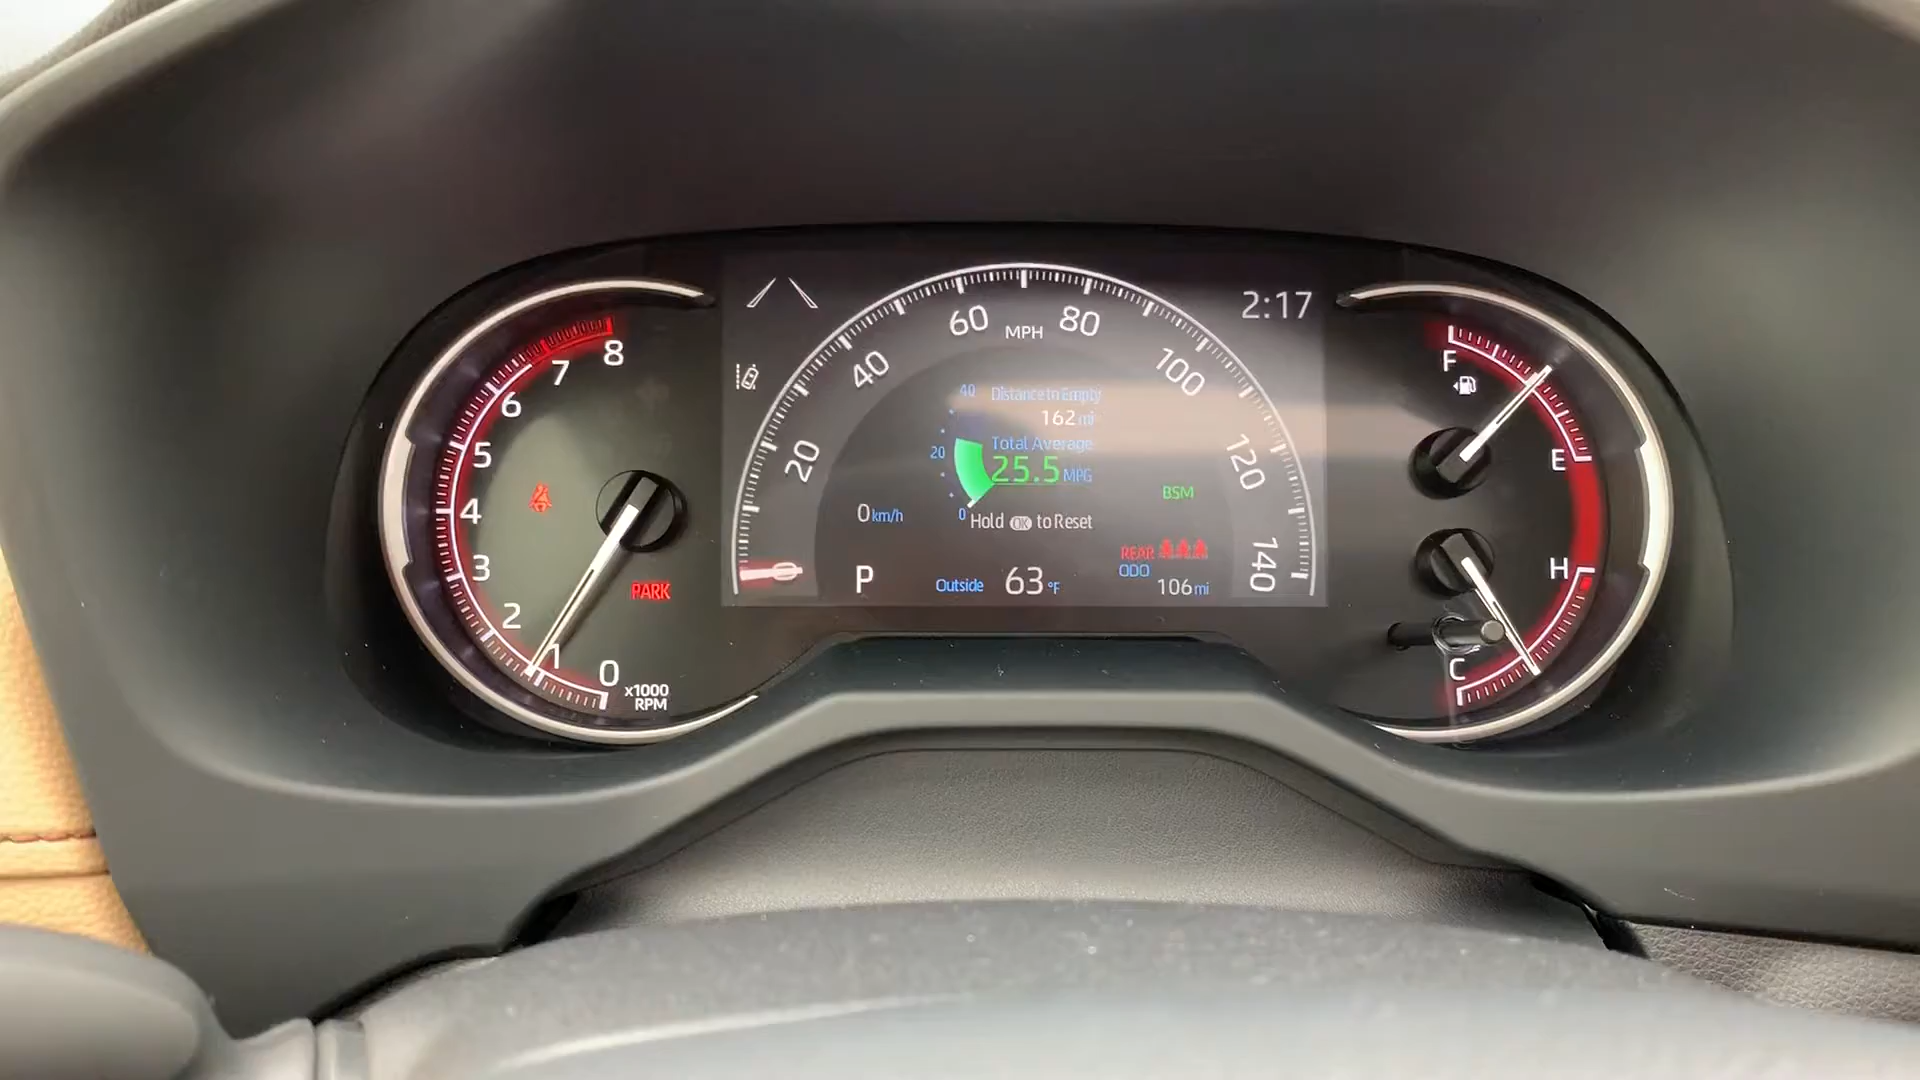 8
7
6
5
4
3
2
1
0
x1000
RPM
PARK
2:17
0
20
40
60
80
100
120
140
MPH
40
20
0
Distance to Empty
162 mi
Total Average
25.5 MPG
Hold OK to Reset
0 km/h
BSM
REAR
ODO
106 mi
P
Outside 63 °F
F
E
H
C